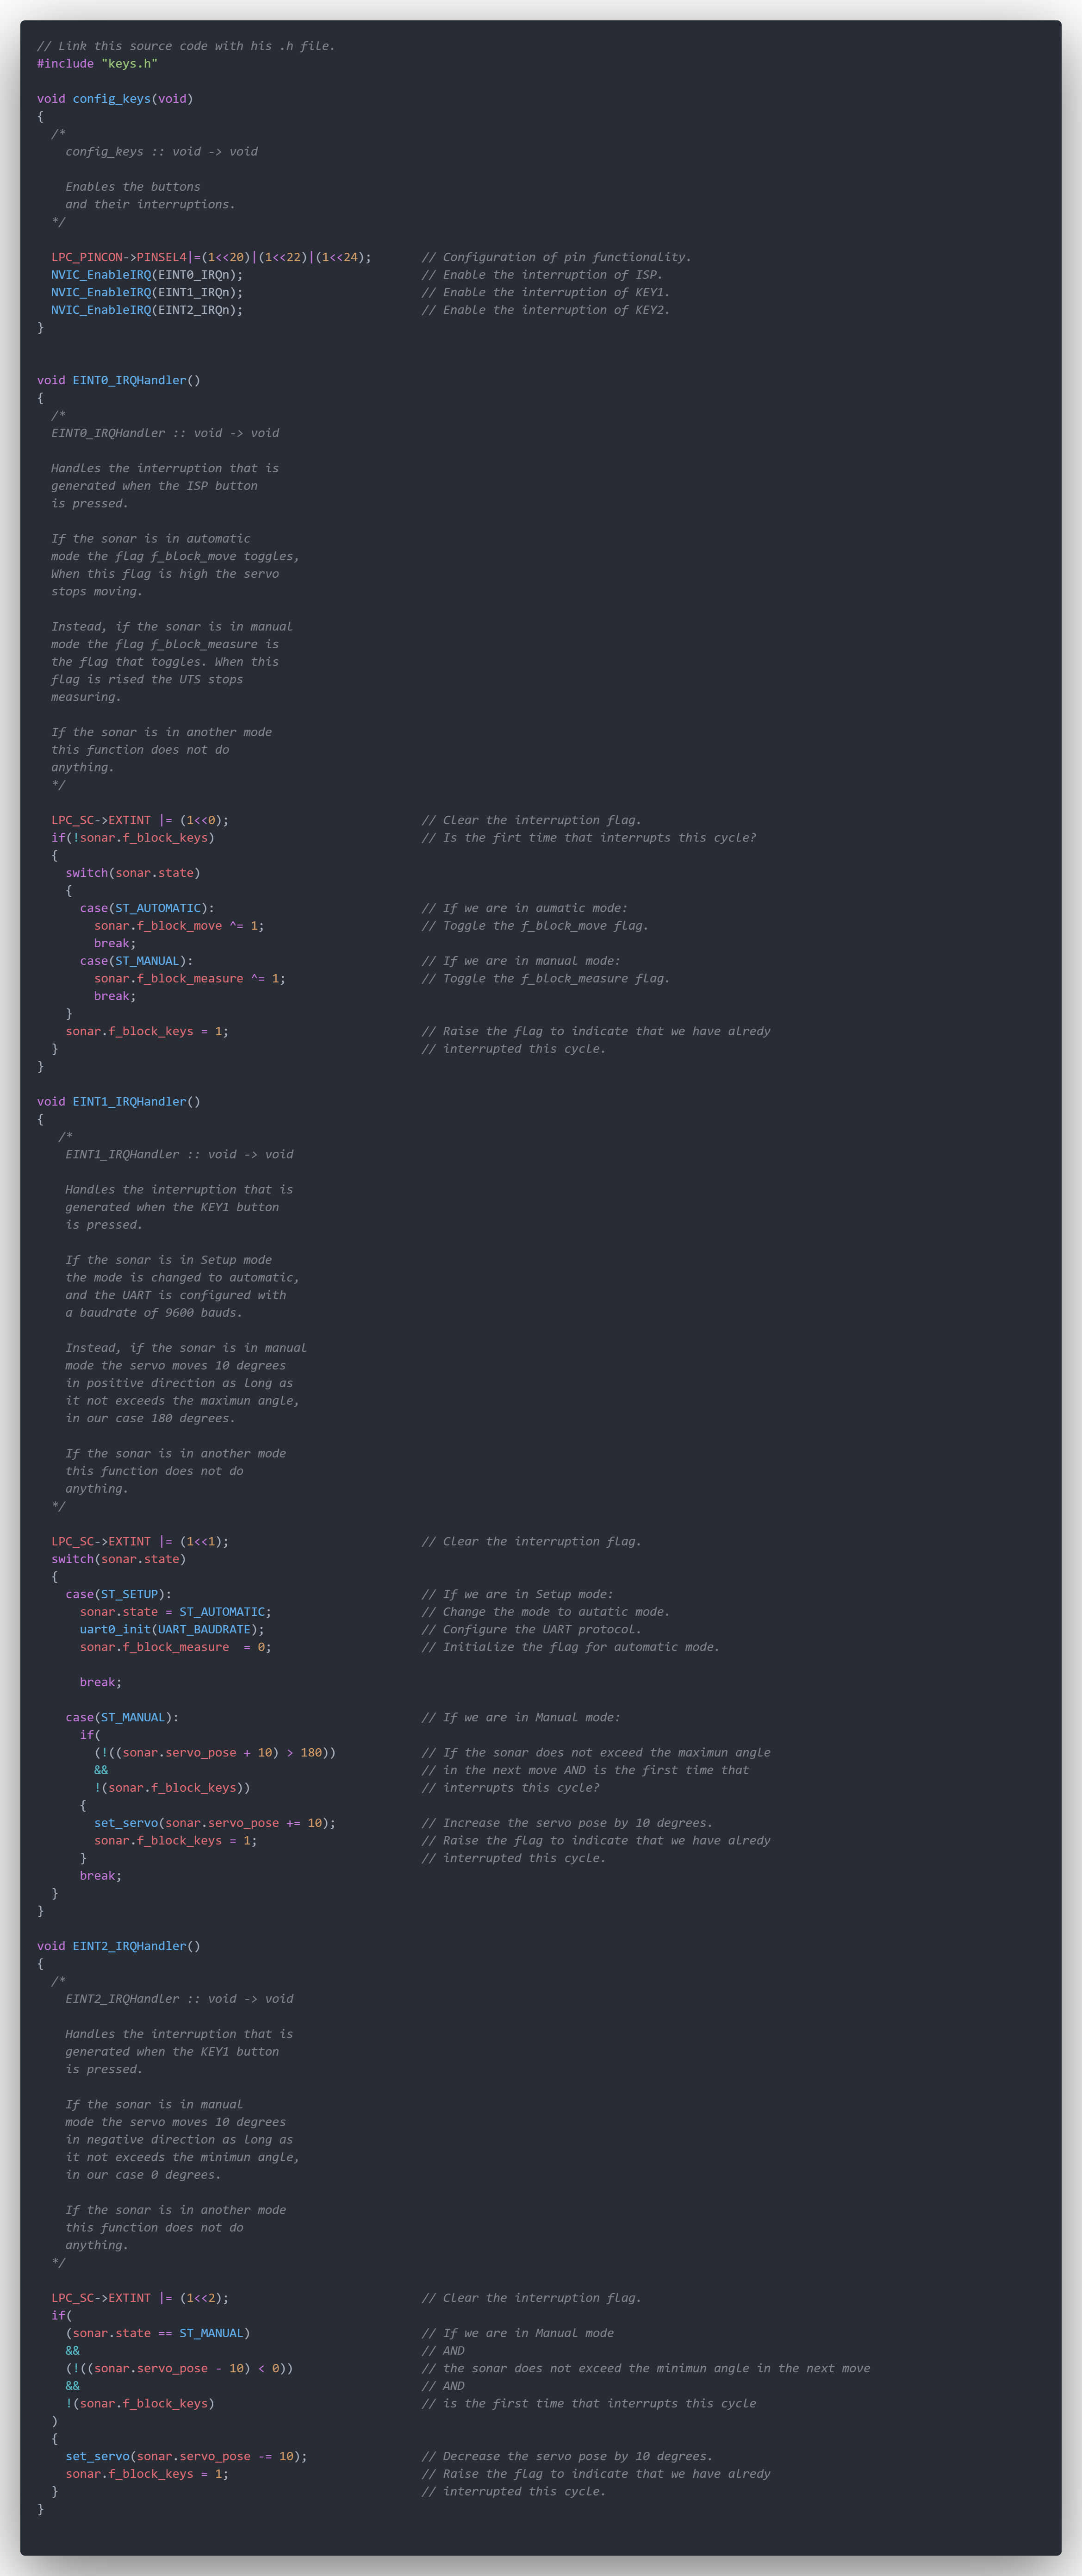 // Link this source code with his .h file.
#include "keys.h"

void config_keys(void)
{
  /*
    config_keys :: void -> void

    Enables the buttons
    and their interruptions.
  */

  LPC_PINCON->PINSEL4|=(1<<20)|(1<<22)|(1<<24);       // Configuration of pin functionality.
  NVIC_EnableIRQ(EINT0_IRQn);                         // Enable the interruption of ISP.
  NVIC_EnableIRQ(EINT1_IRQn);                         // Enable the interruption of KEY1.
  NVIC_EnableIRQ(EINT2_IRQn);                         // Enable the interruption of KEY2.
}


void EINT0_IRQHandler()
{
  /*
  EINT0_IRQHandler :: void -> void

  Handles the interruption that is
  generated when the ISP button
  is pressed.

  If the sonar is in automatic
  mode the flag f_block_move toggles,
  When this flag is high the servo
  stops moving.

  Instead, if the sonar is in manual
  mode the flag f_block_measure is
  the flag that toggles. When this
  flag is rised the UTS stops
  measuring.

  If the sonar is in another mode
  this function does not do
  anything.
  */

  LPC_SC->EXTINT |= (1<<0);                           // Clear the interruption flag.
  if(!sonar.f_block_keys)                             // Is the firt time that interrupts this cycle?
  {
    switch(sonar.state)
    {
      case(ST_AUTOMATIC):                             // If we are in aumatic mode:
        sonar.f_block_move ^= 1;                      // Toggle the f_block_move flag.
        break;
      case(ST_MANUAL):                                // If we are in manual mode:
        sonar.f_block_measure ^= 1;                   // Toggle the f_block_measure flag.
        break;
    }
    sonar.f_block_keys = 1;                           // Raise the flag to indicate that we have alredy
  }                                                   // interrupted this cycle.
}

void EINT1_IRQHandler()
{
   /*
    EINT1_IRQHandler :: void -> void

    Handles the interruption that is
    generated when the KEY1 button
    is pressed.

    If the sonar is in Setup mode
    the mode is changed to automatic,
    and the UART is configured with
    a baudrate of 9600 bauds.

    Instead, if the sonar is in manual
    mode the servo moves 10 degrees
    in positive direction as long as
    it not exceeds the maximun angle,
    in our case 180 degrees.

    If the sonar is in another mode
    this function does not do
    anything.
  */

  LPC_SC->EXTINT |= (1<<1);                           // Clear the interruption flag.
  switch(sonar.state)
  {
    case(ST_SETUP):                                   // If we are in Setup mode:
      sonar.state = ST_AUTOMATIC;                     // Change the mode to autatic mode.
      uart0_init(UART_BAUDRATE);                      // Configure the UART protocol.
      sonar.f_block_measure  = 0;                     // Initialize the flag for automatic mode.

      break;

    case(ST_MANUAL):                                  // If we are in Manual mode:
      if(
        (!((sonar.servo_pose + 10) > 180))            // If the sonar does not exceed the maximun angle
        &&                                            // in the next move AND is the first time that
        !(sonar.f_block_keys))                        // interrupts this cycle?
      {
        set_servo(sonar.servo_pose += 10);            // Increase the servo pose by 10 degrees.
        sonar.f_block_keys = 1;                       // Raise the flag to indicate that we have alredy
      }                                               // interrupted this cycle.
      break;
  }
}

void EINT2_IRQHandler()
{
  /*
    EINT2_IRQHandler :: void -> void

    Handles the interruption that is
    generated when the KEY1 button
    is pressed.

    If the sonar is in manual
    mode the servo moves 10 degrees
    in negative direction as long as
    it not exceeds the minimun angle,
    in our case 0 degrees.

    If the sonar is in another mode
    this function does not do
    anything.
  */

  LPC_SC->EXTINT |= (1<<2);                           // Clear the interruption flag.
  if(
    (sonar.state == ST_MANUAL)                        // If we are in Manual mode
    &&                                                // AND
    (!((sonar.servo_pose - 10) < 0))                  // the sonar does not exceed the minimun angle in the next move
    &&                                                // AND
    !(sonar.f_block_keys)                             // is the first time that interrupts this cycle
  )
  {
    set_servo(sonar.servo_pose -= 10);                // Decrease the servo pose by 10 degrees.
    sonar.f_block_keys = 1;                           // Raise the flag to indicate that we have alredy
  }                                                   // interrupted this cycle.
}